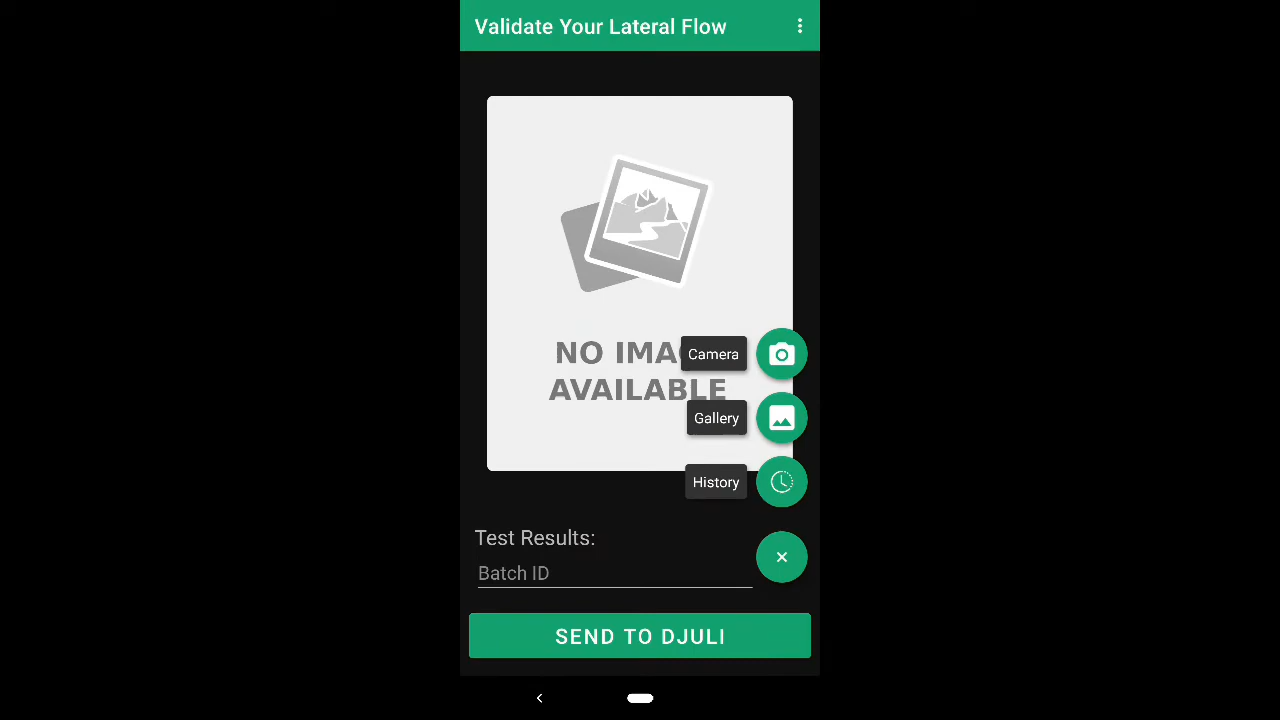 Validate Your Lateral Flow
NO IMA
AVAILABLE
Camera
Gallery
History
Test Results:
Batch ID
SEND TO DJULI